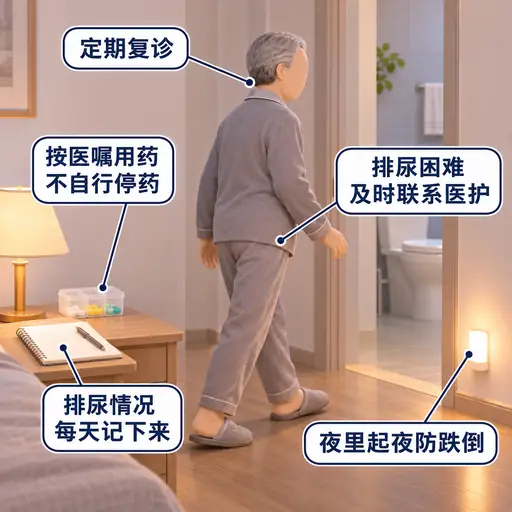 定期复诊
按医嘱用药
不自行停药
排尿困难
及时联系医护
排尿情况
每天记下来
夜里起夜防跌倒